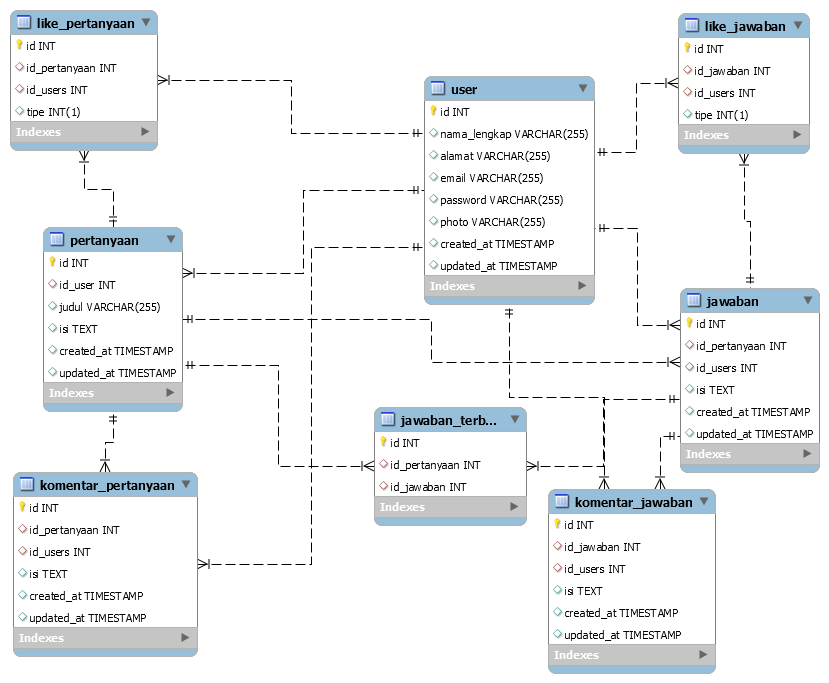 like_pertanyaan
id INT
id_pertanyaan INT
id_users INT
tipe INT(1)
Indexes
user
id INT
nama_lengkap VARCHAR(255)
alamat VARCHAR(255)
email VARCHAR(255)
password VARCHAR(255)
photo VARCHAR(255)
created_at TIMESTAMP
updated_at TIMESTAMP
Indexes
like_jawaban
id INT
id_jawaban INT
id_users INT
tipe INT(1)
Indexes
pertanyaan
id INT
id_user INT
judul VARCHAR(255)
isi TEXT
created_at TIMESTAMP
updated_at TIMESTAMP
Indexes
jawaban
id INT
id_pertanyaan INT
id_users INT
isi TEXT
created_at TIMESTAMP
updated_at TIMESTAMP
Indexes
jawaban_terb...
id INT
id_pertanyaan INT
id_jawaban INT
Indexes
komentar_pertanyaan
id INT
id_pertanyaan INT
id_users INT
isi TEXT
created_at TIMESTAMP
updated_at TIMESTAMP
Indexes
komentar_jawaban
id INT
id_jawaban INT
id_users INT
isi TEXT
created_at TIMESTAMP
updated_at TIMESTAMP
Indexes